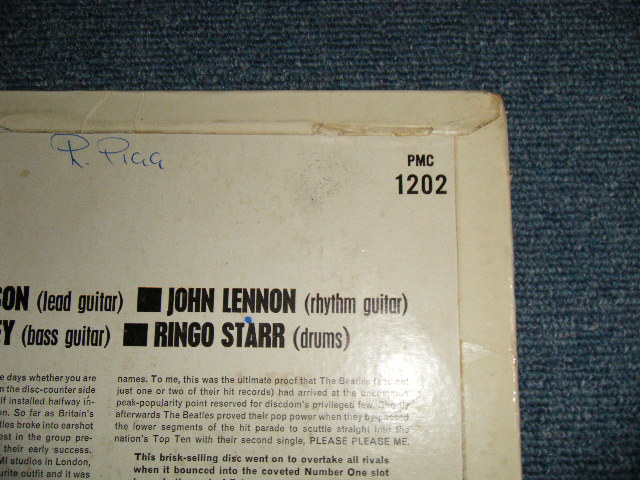 R. Pigg
PMC
1202
SON (lead guitar) ■ JOHN LENNON (rhythm guitar)
EY (bass guitar) ■ RINGO STARR (drums)
e days whether you are
n the disc-counter side
lf installed halfway in-
on. So far as Britain's
tles broke into earshot
est in the group pre-
their early success.
MI studios in London,
urite outfit and it was
names. To me, this was the ultimate proof that The Beatles (and not
just one or two of their hit records) had arrived at the uncommon
peak-popularity point reserved for discdom's privileged few. Shortly
afterwards The Beatles proved their pop power when they by-passed
the lower segments of the hit parade to scuttle straight into the
nation's Top Ten with their second single, PLEASE PLEASE ME.
This brisk-selling disc went on to overtake all rivals
when it bounced into the coveted Number One slot